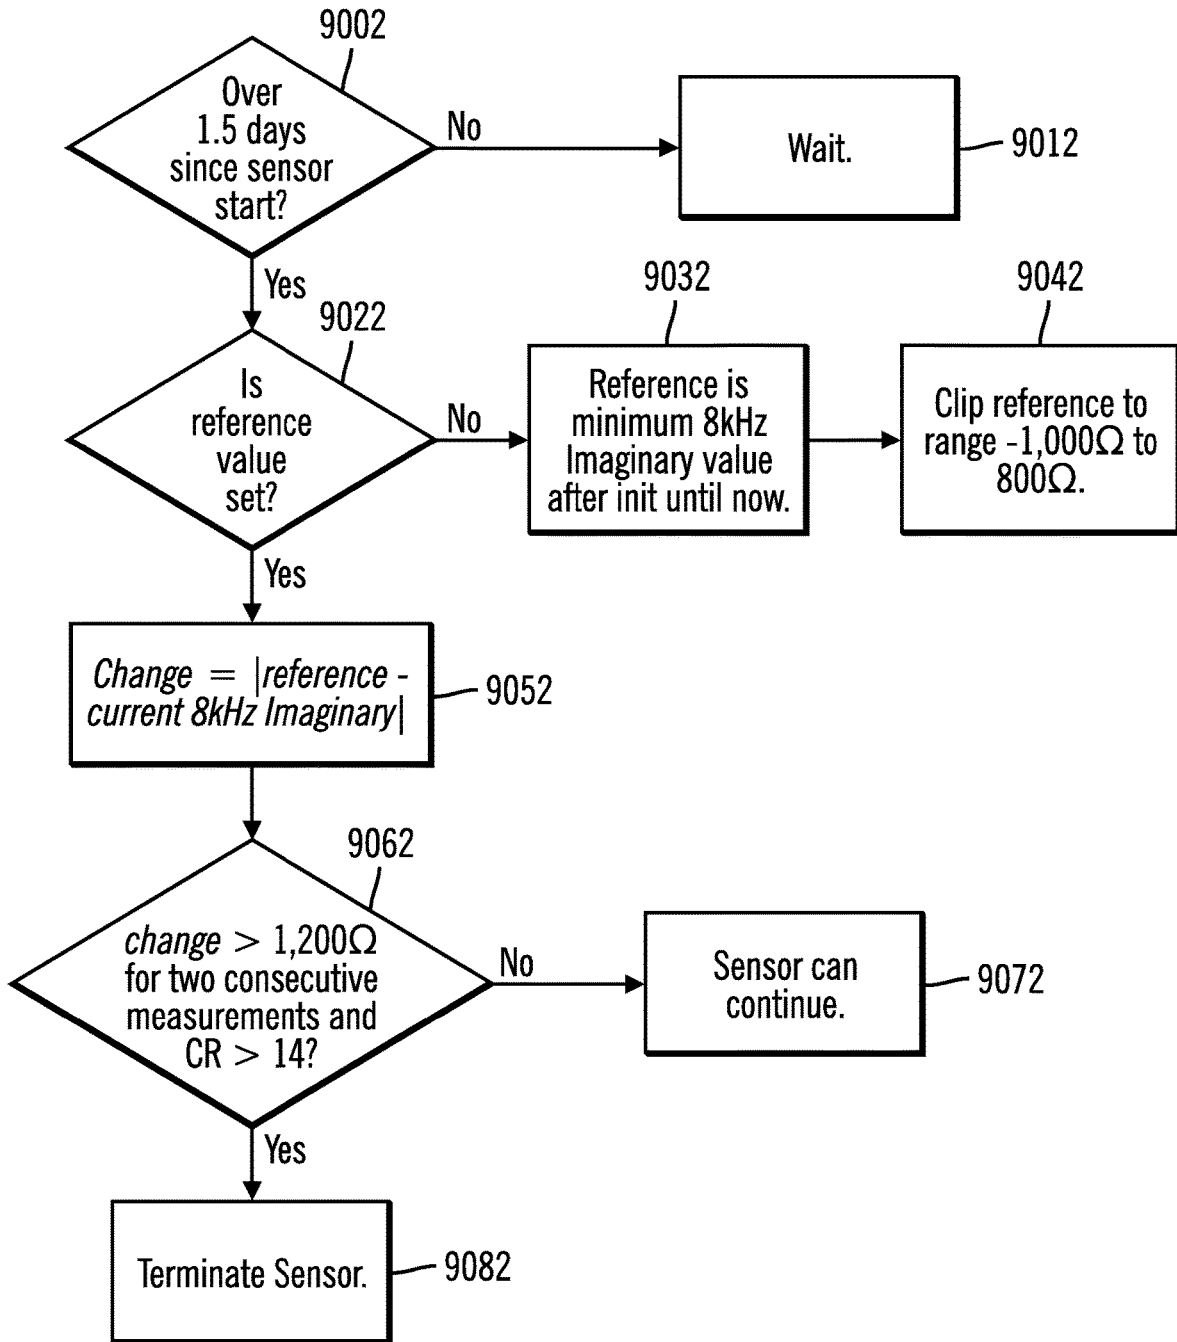 9002
Over
1.5 days
since sensor
start?
No
Wait.
9012
Yes
9022
Is
reference
value
set?
No
9032
Reference is
minimum 8kHz
Imaginary value
after init until now.
9042
Clip reference to
range -1,000Ω to
800Ω.
Yes
Change = |reference -
current 8kHz Imaginary|
9052
9062
change > 1,200Ω
for two consecutive
measurements and
CR > 14?
No
Sensor can
continue.
9072
Yes
Terminate Sensor.
9082